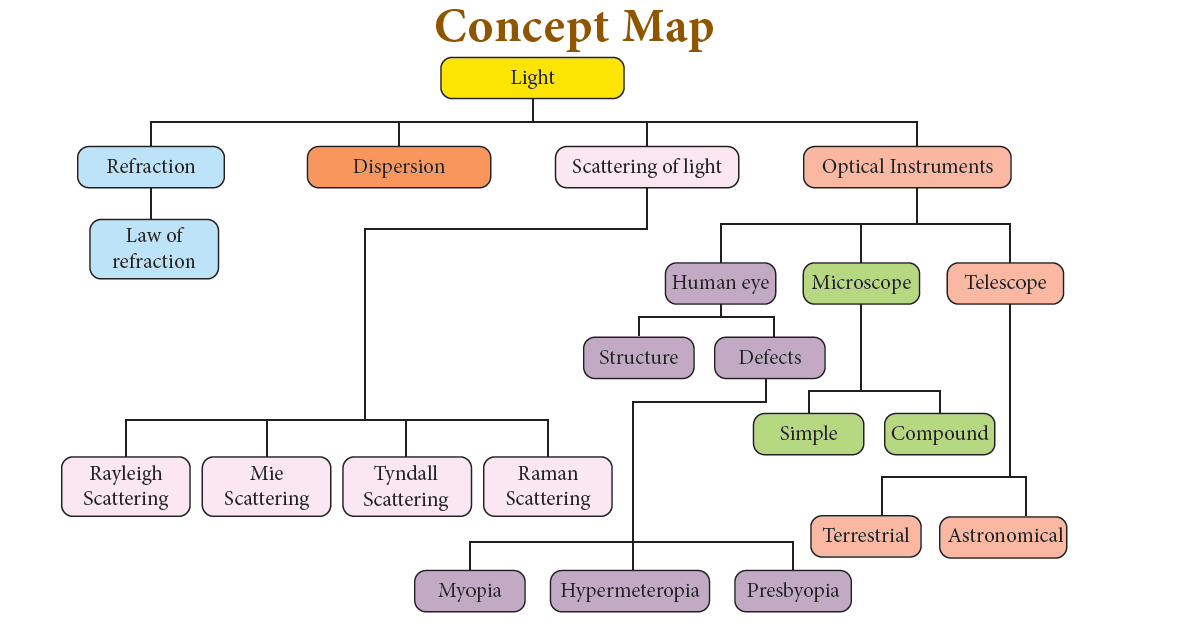 Concept Map
Light
Refraction
Dispersion
Scattering of light
Optical Instruments
Law of
refraction
Human eye
Microscope
Telescope
Structure
Defects
Simple
Compound
Rayleigh
Scattering
Mie
Scattering
Tyndall
Scattering
Raman
Scattering
Terrestrial
Astronomical
Myopia
Hypermeteropia
Presbyopia